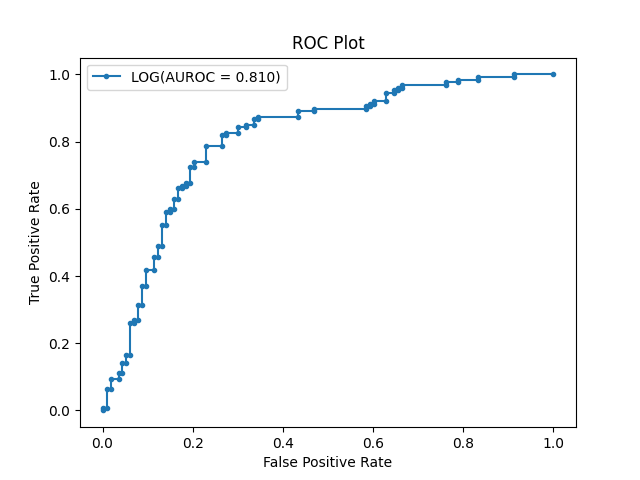 ROC Plot
LOG(AUROC = 0.810)
1.0
0.8
0.6
0.4
0.2
0.0
True Positive Rate
0.0 0.2 0.4 0.6 0.8 1.0
False Positive Rate